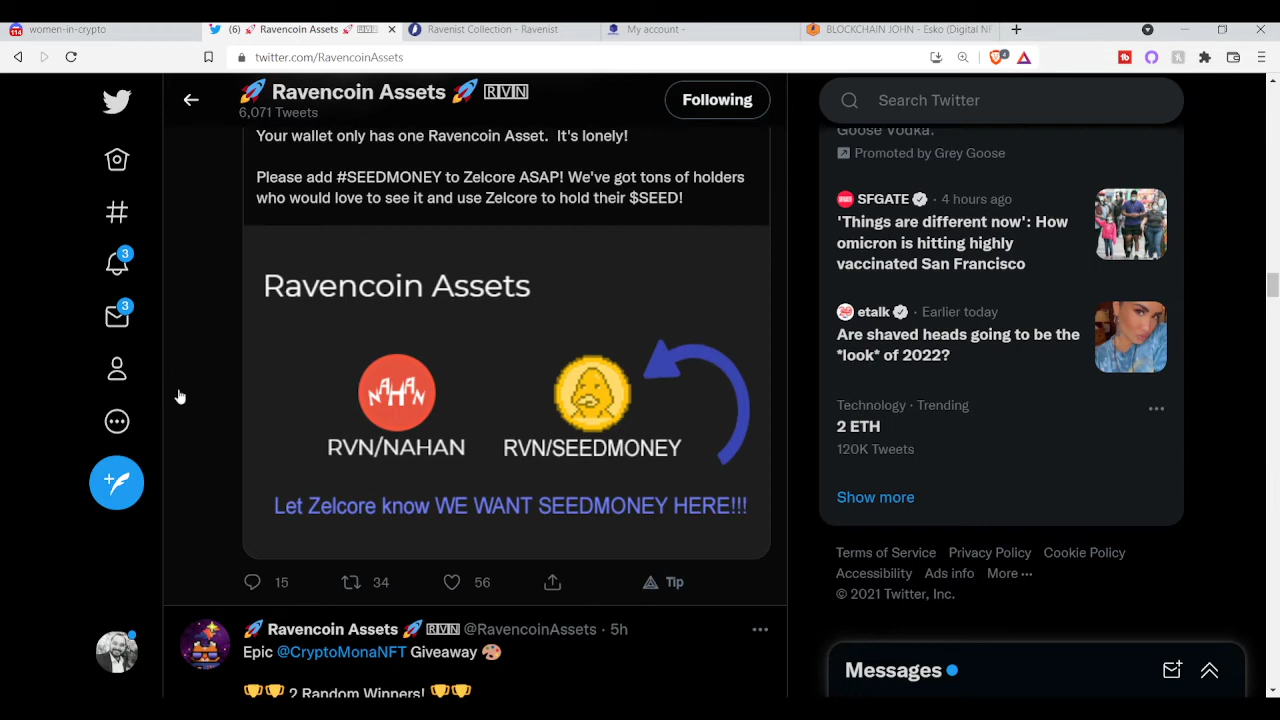 114
women-in-crypto
(6) 🚀 Ravencoin Assets 🚀 🅁🅅🄽
Ravenist Collection - Ravenist
My account -
BLOCKCHAIN JOHN - Esko (Digital NF
twitter.com/RavencoinAssets
4
🚀 Ravencoin Assets 🚀 🅁🅅🄽
6,071 Tweets
Following
Search Twitter
Your wallet only has one Ravencoin Asset. It's lonely!
Please add #SEEDMONEY to Zelcore ASAP! We've got tons of holders
who would love to see it and use Zelcore to hold their $SEED!
Ravencoin Assets
NAHAN
RVN/NAHAN
RVN/SEEDMONEY
Let Zelcore know WE WANT SEEDMONEY HERE!!!
15
34
56
Tip
🚀 Ravencoin Assets 🚀 🅁🅅🄽 @RavencoinAssets · 5h
Epic @CryptoMonaNFT Giveaway 🎨
🏆🏆 2 Random Winners! 🏆🏆
3
3
Goose Vodka.
Promoted by Grey Goose
SFGATE · 4 hours ago
'Things are different now': How
omicron is hitting highly
vaccinated San Francisco
etalk · Earlier today
Are shaved heads going to be the
*look* of 2022?
Technology · Trending
2 ETH
120K Tweets
Show more
Terms of Service Privacy Policy Cookie Policy
Accessibility Ads info More ···
© 2021 Twitter, Inc.
Messages